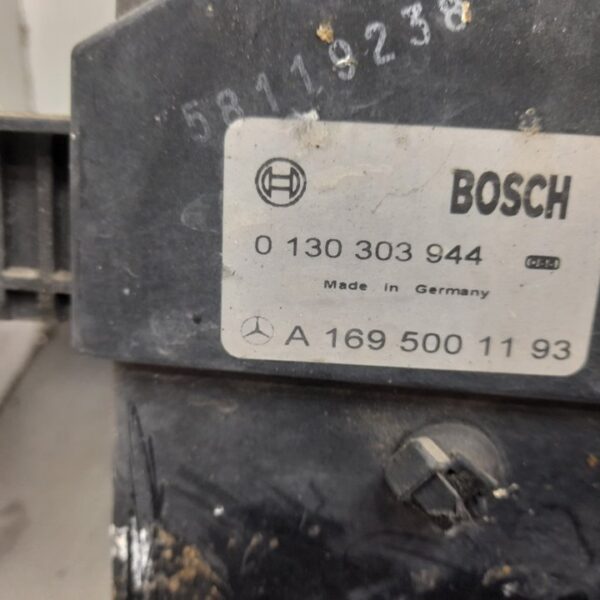 58119238
BOSCH
0 130 303 944
Made in Germany
A 169 500 11 93